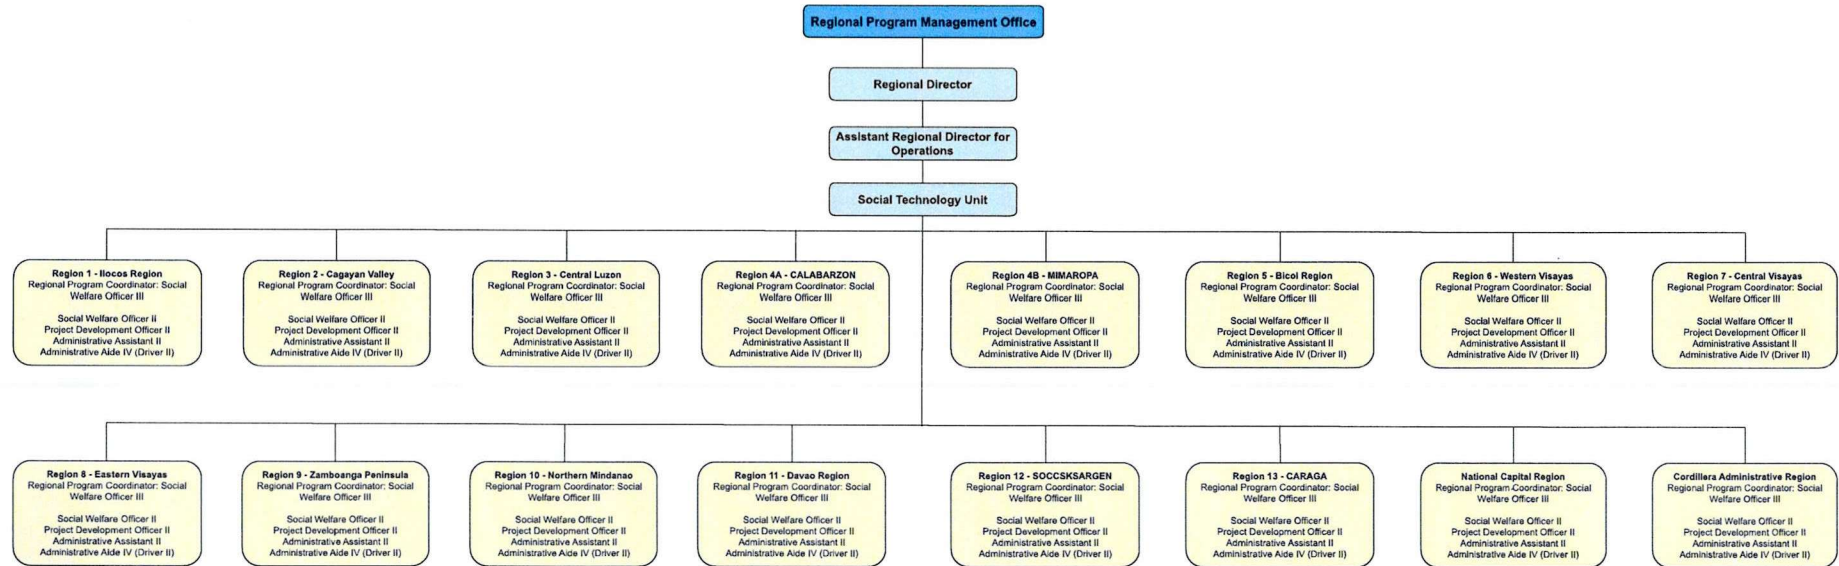 Regional Program Management Office
Regional Director
Assistant Regional Director for
Operations
Social Technology Unit
Region 1 - Ilocos Region
Regional Program Coordinator: Social
Welfare Officer III
Social Welfare Officer II
Project Development Officer II
Administrative Assistant II
Administrative Aide IV (Driver II)
Region 2 - Cagayan Valley
Regional Program Coordinator: Social
Welfare Officer III
Social Welfare Officer II
Project Development Officer II
Administrative Assistant II
Administrative Aide IV (Driver II)
Region 3 - Central Luzon
Regional Program Coordinator: Social
Welfare Officer III
Social Welfare Officer II
Project Development Officer II
Administrative Assistant II
Administrative Aide IV (Driver II)
Region 4A - CALABARZON
Regional Program Coordinator: Social
Welfare Officer III
Social Welfare Officer II
Project Development Officer II
Administrative Assistant II
Administrative Aide IV (Driver II)
Region 4B - MIMAROPA
Regional Program Coordinator: Social
Welfare Officer III
Social Welfare Officer II
Project Development Officer II
Administrative Assistant II
Administrative Aide IV (Driver II)
Region 5 - Bicol Region
Regional Program Coordinator: Social
Welfare Officer III
Social Welfare Officer II
Project Development Officer II
Administrative Assistant II
Administrative Aide IV (Driver II)
Region 6 - Western Visayas
Regional Program Coordinator: Social
Welfare Officer III
Social Welfare Officer II
Project Development Officer II
Administrative Assistant II
Administrative Aide IV (Driver II)
Region 7 - Central Visayas
Regional Program Coordinator: Social
Welfare Officer III
Social Welfare Officer II
Project Development Officer II
Administrative Assistant II
Administrative Aide IV (Driver II)
Region 8 - Eastern Visayas
Regional Program Coordinator: Social
Welfare Officer III
Social Welfare Officer II
Project Development Officer II
Administrative Assistant II
Administrative Aide IV (Driver II)
Region 9 - Zamboanga Peninsula
Regional Program Coordinator: Social
Welfare Officer III
Social Welfare Officer II
Project Development Officer II
Administrative Assistant II
Administrative Aide IV (Driver II)
Region 10 - Northern Mindanao
Regional Program Coordinator: Social
Welfare Officer III
Social Welfare Officer II
Project Development Officer II
Administrative Assistant II
Administrative Aide IV (Driver II)
Region 11 - Davao Region
Regional Program Coordinator: Social
Welfare Officer III
Social Welfare Officer II
Project Development Officer II
Administrative Assistant II
Administrative Aide IV (Driver II)
Region 12 - SOCCSKSARGEN
Regional Program Coordinator: Social
Welfare Officer III
Social Welfare Officer II
Project Development Officer II
Administrative Assistant II
Administrative Aide IV (Driver II)
Region 13 - CARAGA
Regional Program Coordinator: Social
Welfare Officer III
Social Welfare Officer II
Project Development Officer II
Administrative Assistant II
Administrative Aide IV (Driver II)
National Capital Region
Regional Program Coordinator: Social
Welfare Officer III
Social Welfare Officer II
Project Development Officer II
Administrative Assistant II
Administrative Aide IV (Driver II)
Cordillera Administrative Region
Regional Program Coordinator: Social
Welfare Officer III
Social Welfare Officer II
Project Development Officer II
Administrative Assistant II
Administrative Aide IV (Driver II)